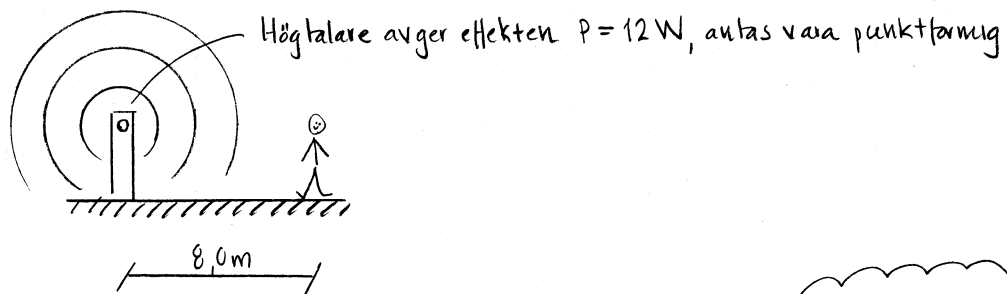 Högtalare avger effekten P = 12 W, antas vara punktformig
8,0 m